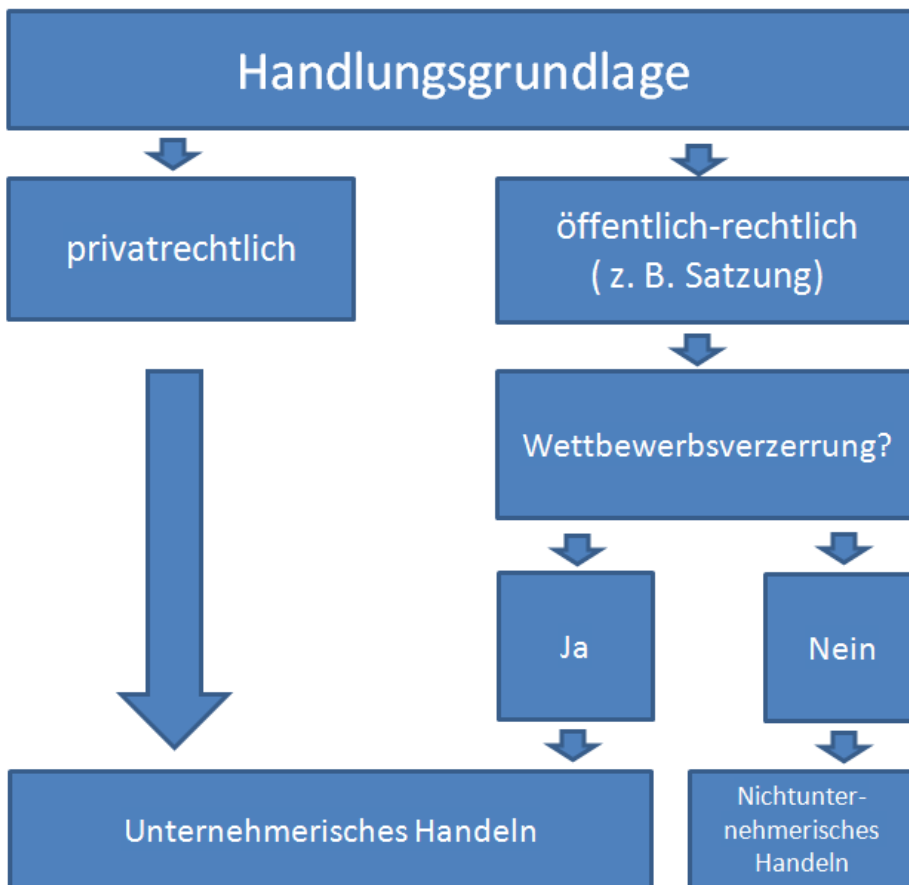 Handlungsgrundlage
privatrechtlich
öffentlich-rechtlich
( z. B. Satzung)
Wettbewerbsverzerrung?
Ja
Nein
Unternehmerisches Handeln
Nichtunter-
nehmerisches
Handeln